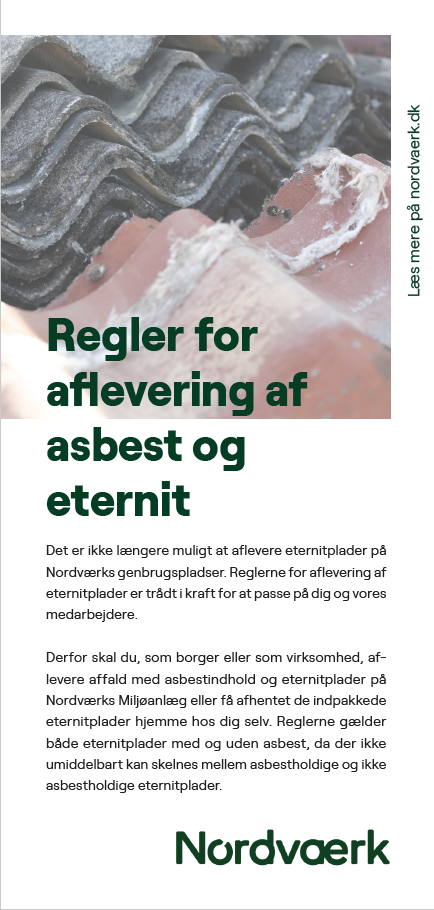 Læs mere på nordvaerk.dk
Regler for
aflevering af
asbest og
eternit
Det er ikke længere muligt at aflevere eternitplader på
Nordværks genbrugspladser. Reglerne for aflevering af
eternitplader er trådt i kraft for at passe på dig og vores
medarbejdere.
Derfor skal du, som borger eller som virksomhed, af-
levere affald med asbestindhold og eternitplader på
Nordværks Miljøanlæg eller få afhentet de indpakkede
eternitplader hjemme hos dig selv. Reglerne gælder
både eternitplader med og uden asbest, da der ikke
umiddelbart kan skelnes mellem asbestholdige og ikke
asbestholdige eternitplader.
Nordværk